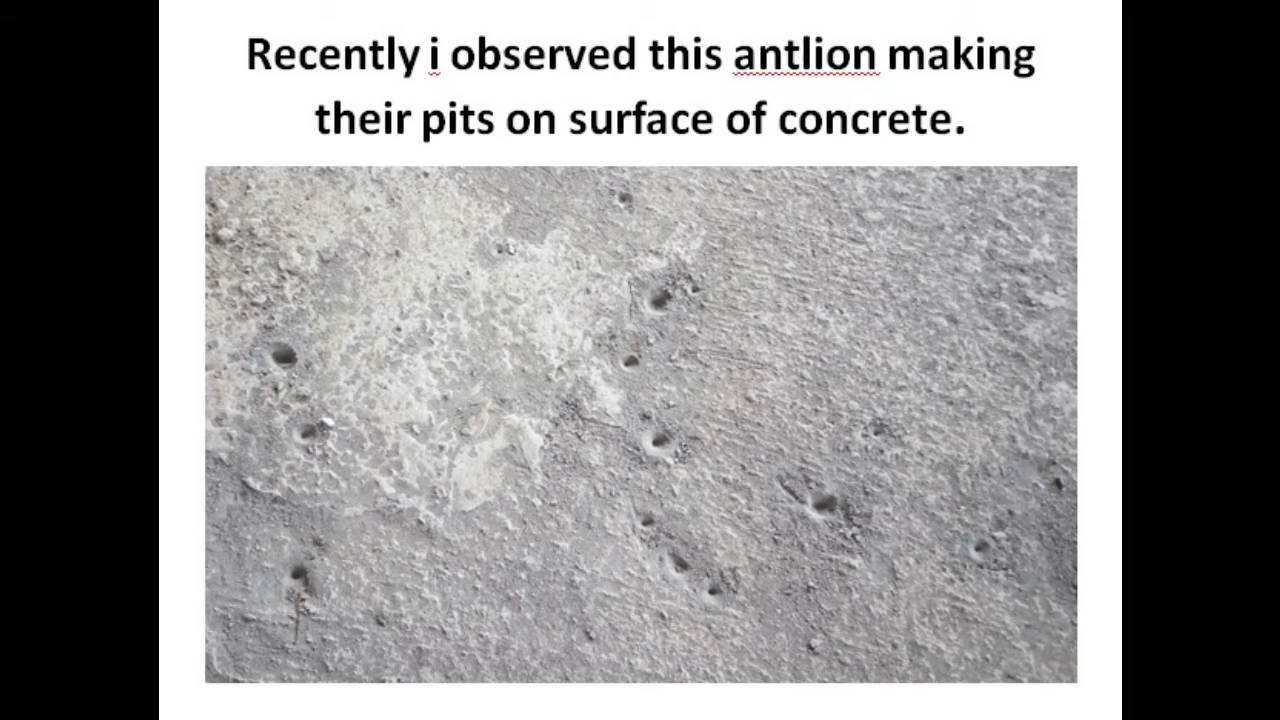 Recently i observed this antlion making
their pits on surface of concrete.